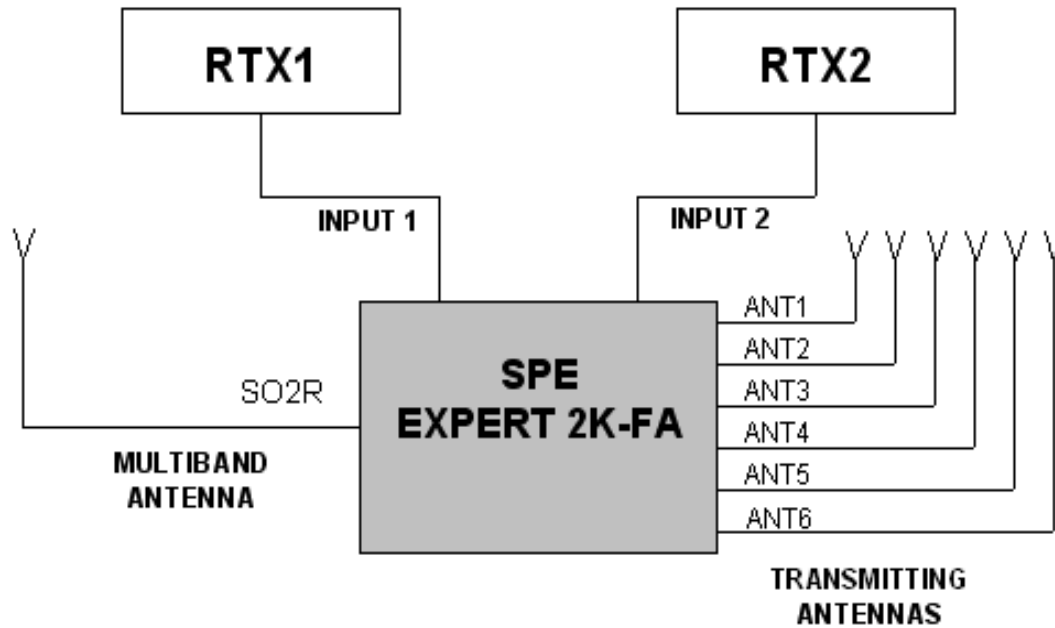 RTX1
RTX2
INPUT 1
INPUT 2
ANT1
ANT2
ANT3
ANT4
ANT5
ANT6
SPE
EXPERT 2K-FA
SO2R
MULTIBAND
ANTENNA
TRANSMITTING
ANTENNAS